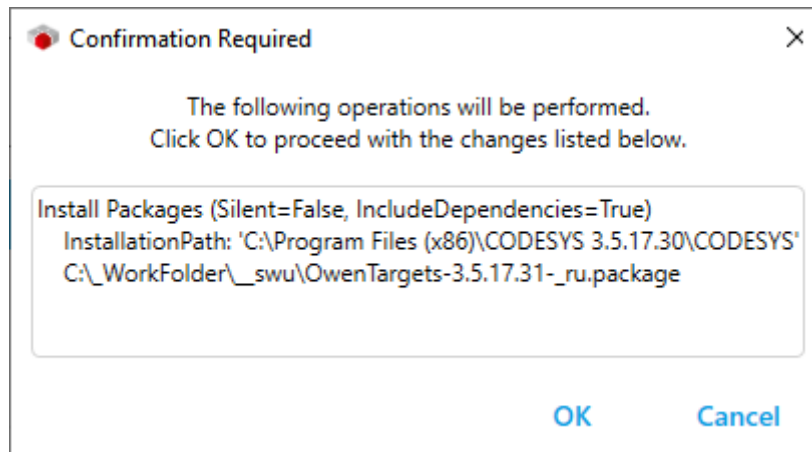 Confirmation Required
The following operations will be performed.
Click OK to proceed with the changes listed below.
Install Packages (Silent=False, IncludeDependencies=True)
InstallationPath: 'C:\Program Files (x86)\CODESYS 3.5.17.30\CODESYS'
C:\_WorkFolder\__swu\OwenTargets-3.5.17.31-_ru.package
OK
Cancel